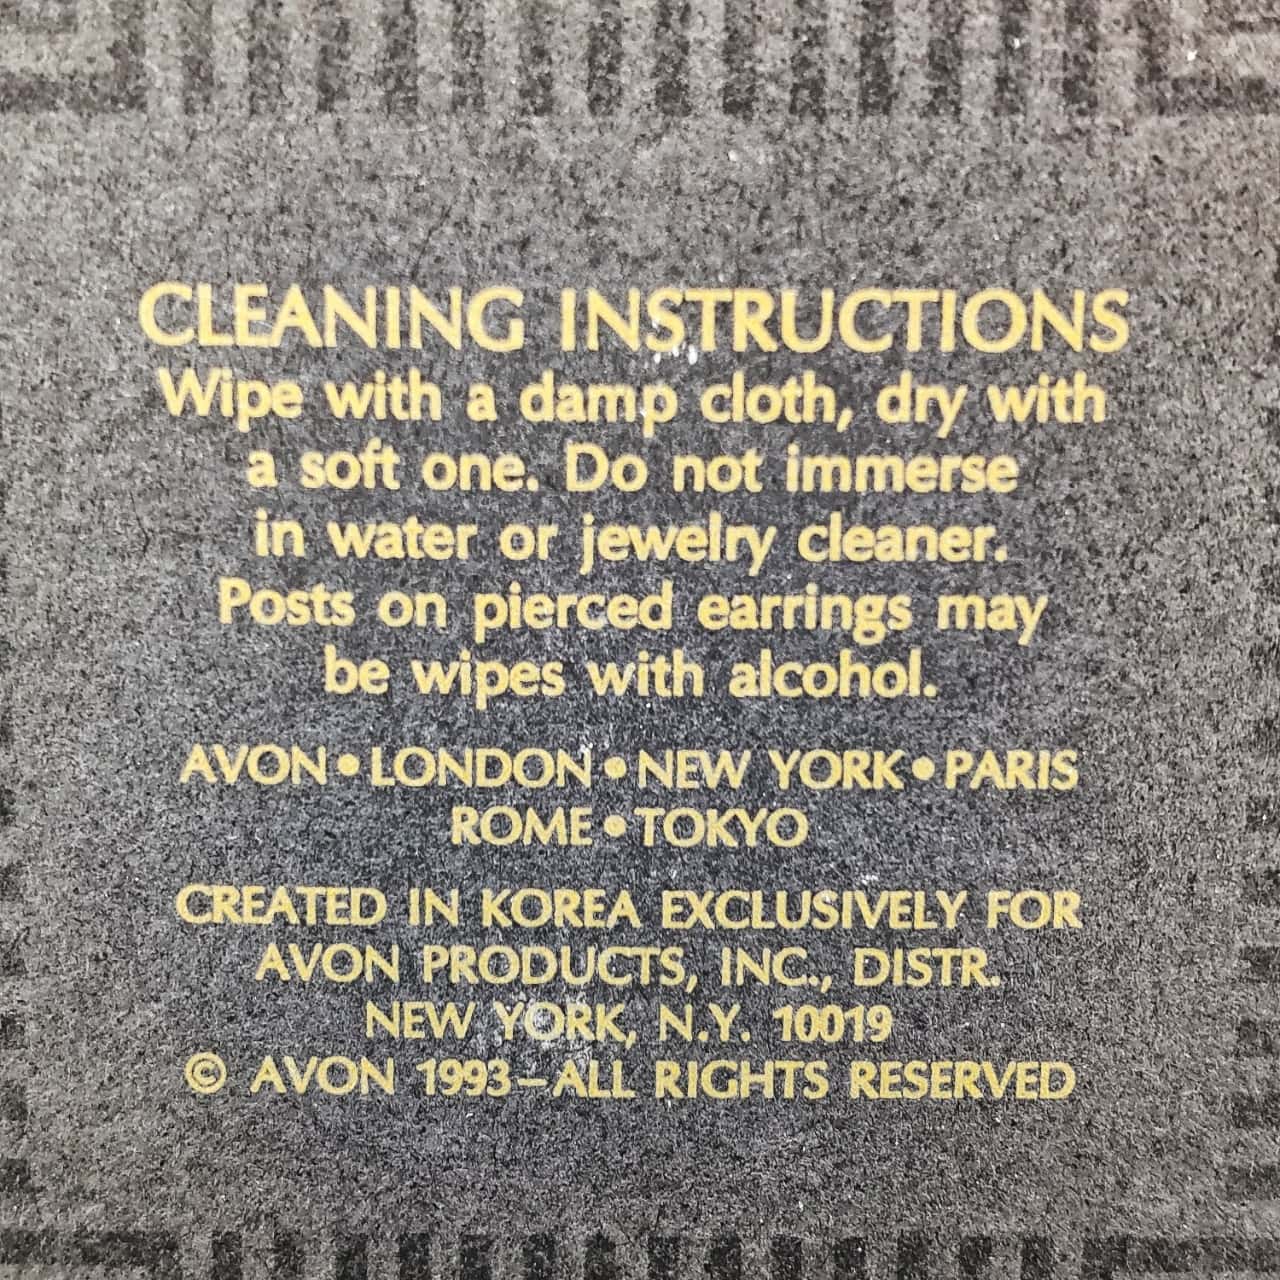 CLEANING INSTRUCTIONS
Wipe with a damp cloth, dry with
a soft one. Do not immerse
in water or jewelry cleaner.
Posts on pierced earrings may
be wipes with alcohol.
AVON • LONDON • NEW YORK • PARIS
ROME • TOKYO
CREATED IN KOREA EXCLUSIVELY FOR
AVON PRODUCTS, INC., DISTR.
NEW YORK, N.Y. 10019
© AVON 1993–ALL RIGHTS RESERVED